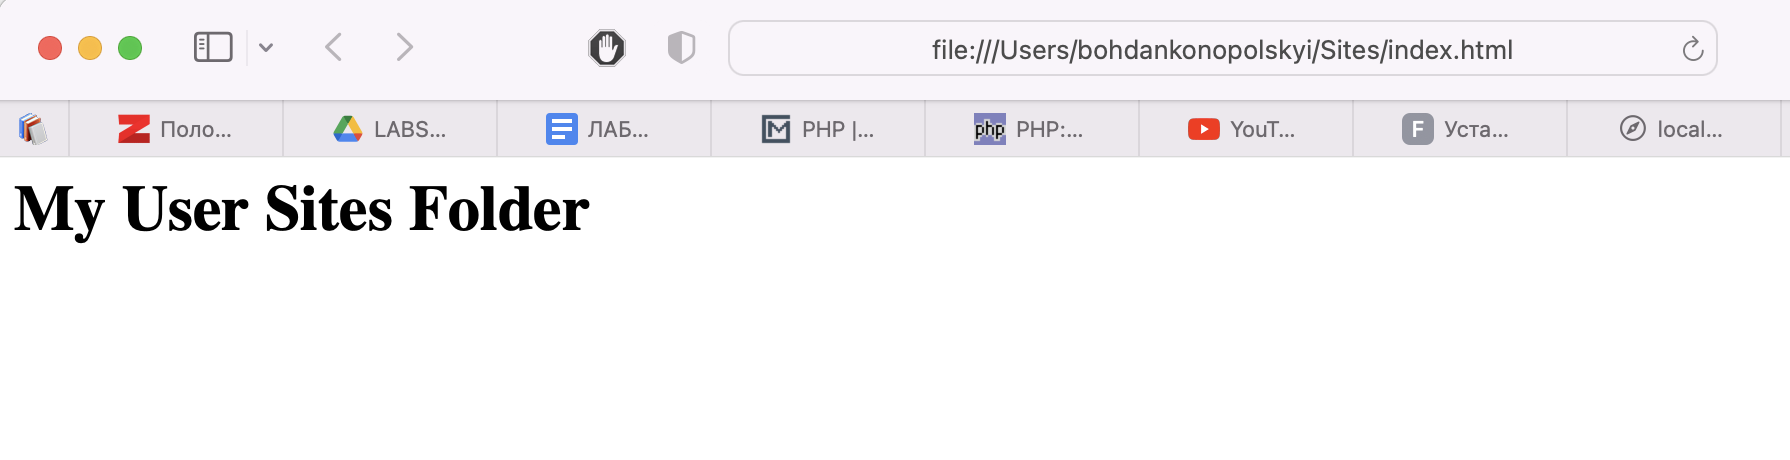 file:///Users/bohdankonopolskyi/Sites/index.html
Поло... LABS... ЛАБ... PHP |... php PHP:... YouT... F Уста... local...
My User Sites Folder